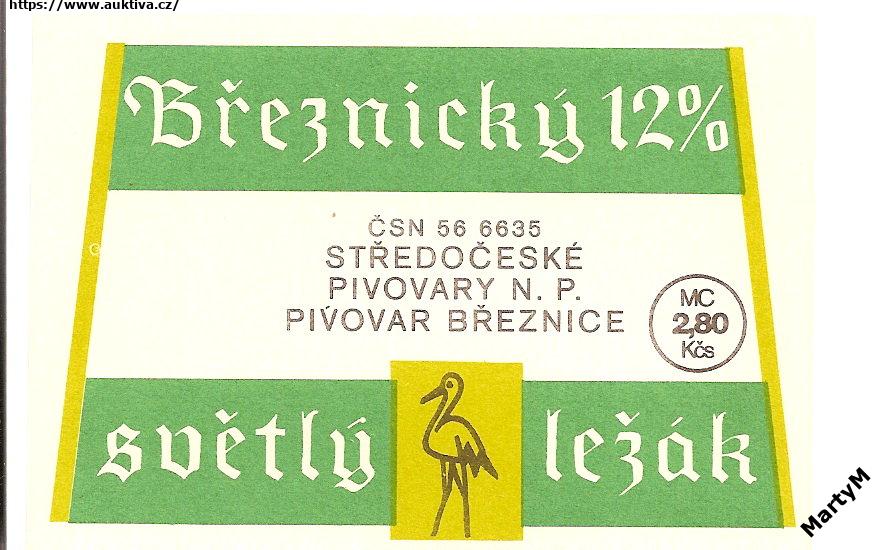 https://www.auktiva.cz/
Březnický 12%
ČSN 56 6635
STŘEDOČESKÉ
PIVOVARY N. P.
PIVOVAR BŘEZNICE
MC
2,80
Kčs
světlý ležák
MartyM